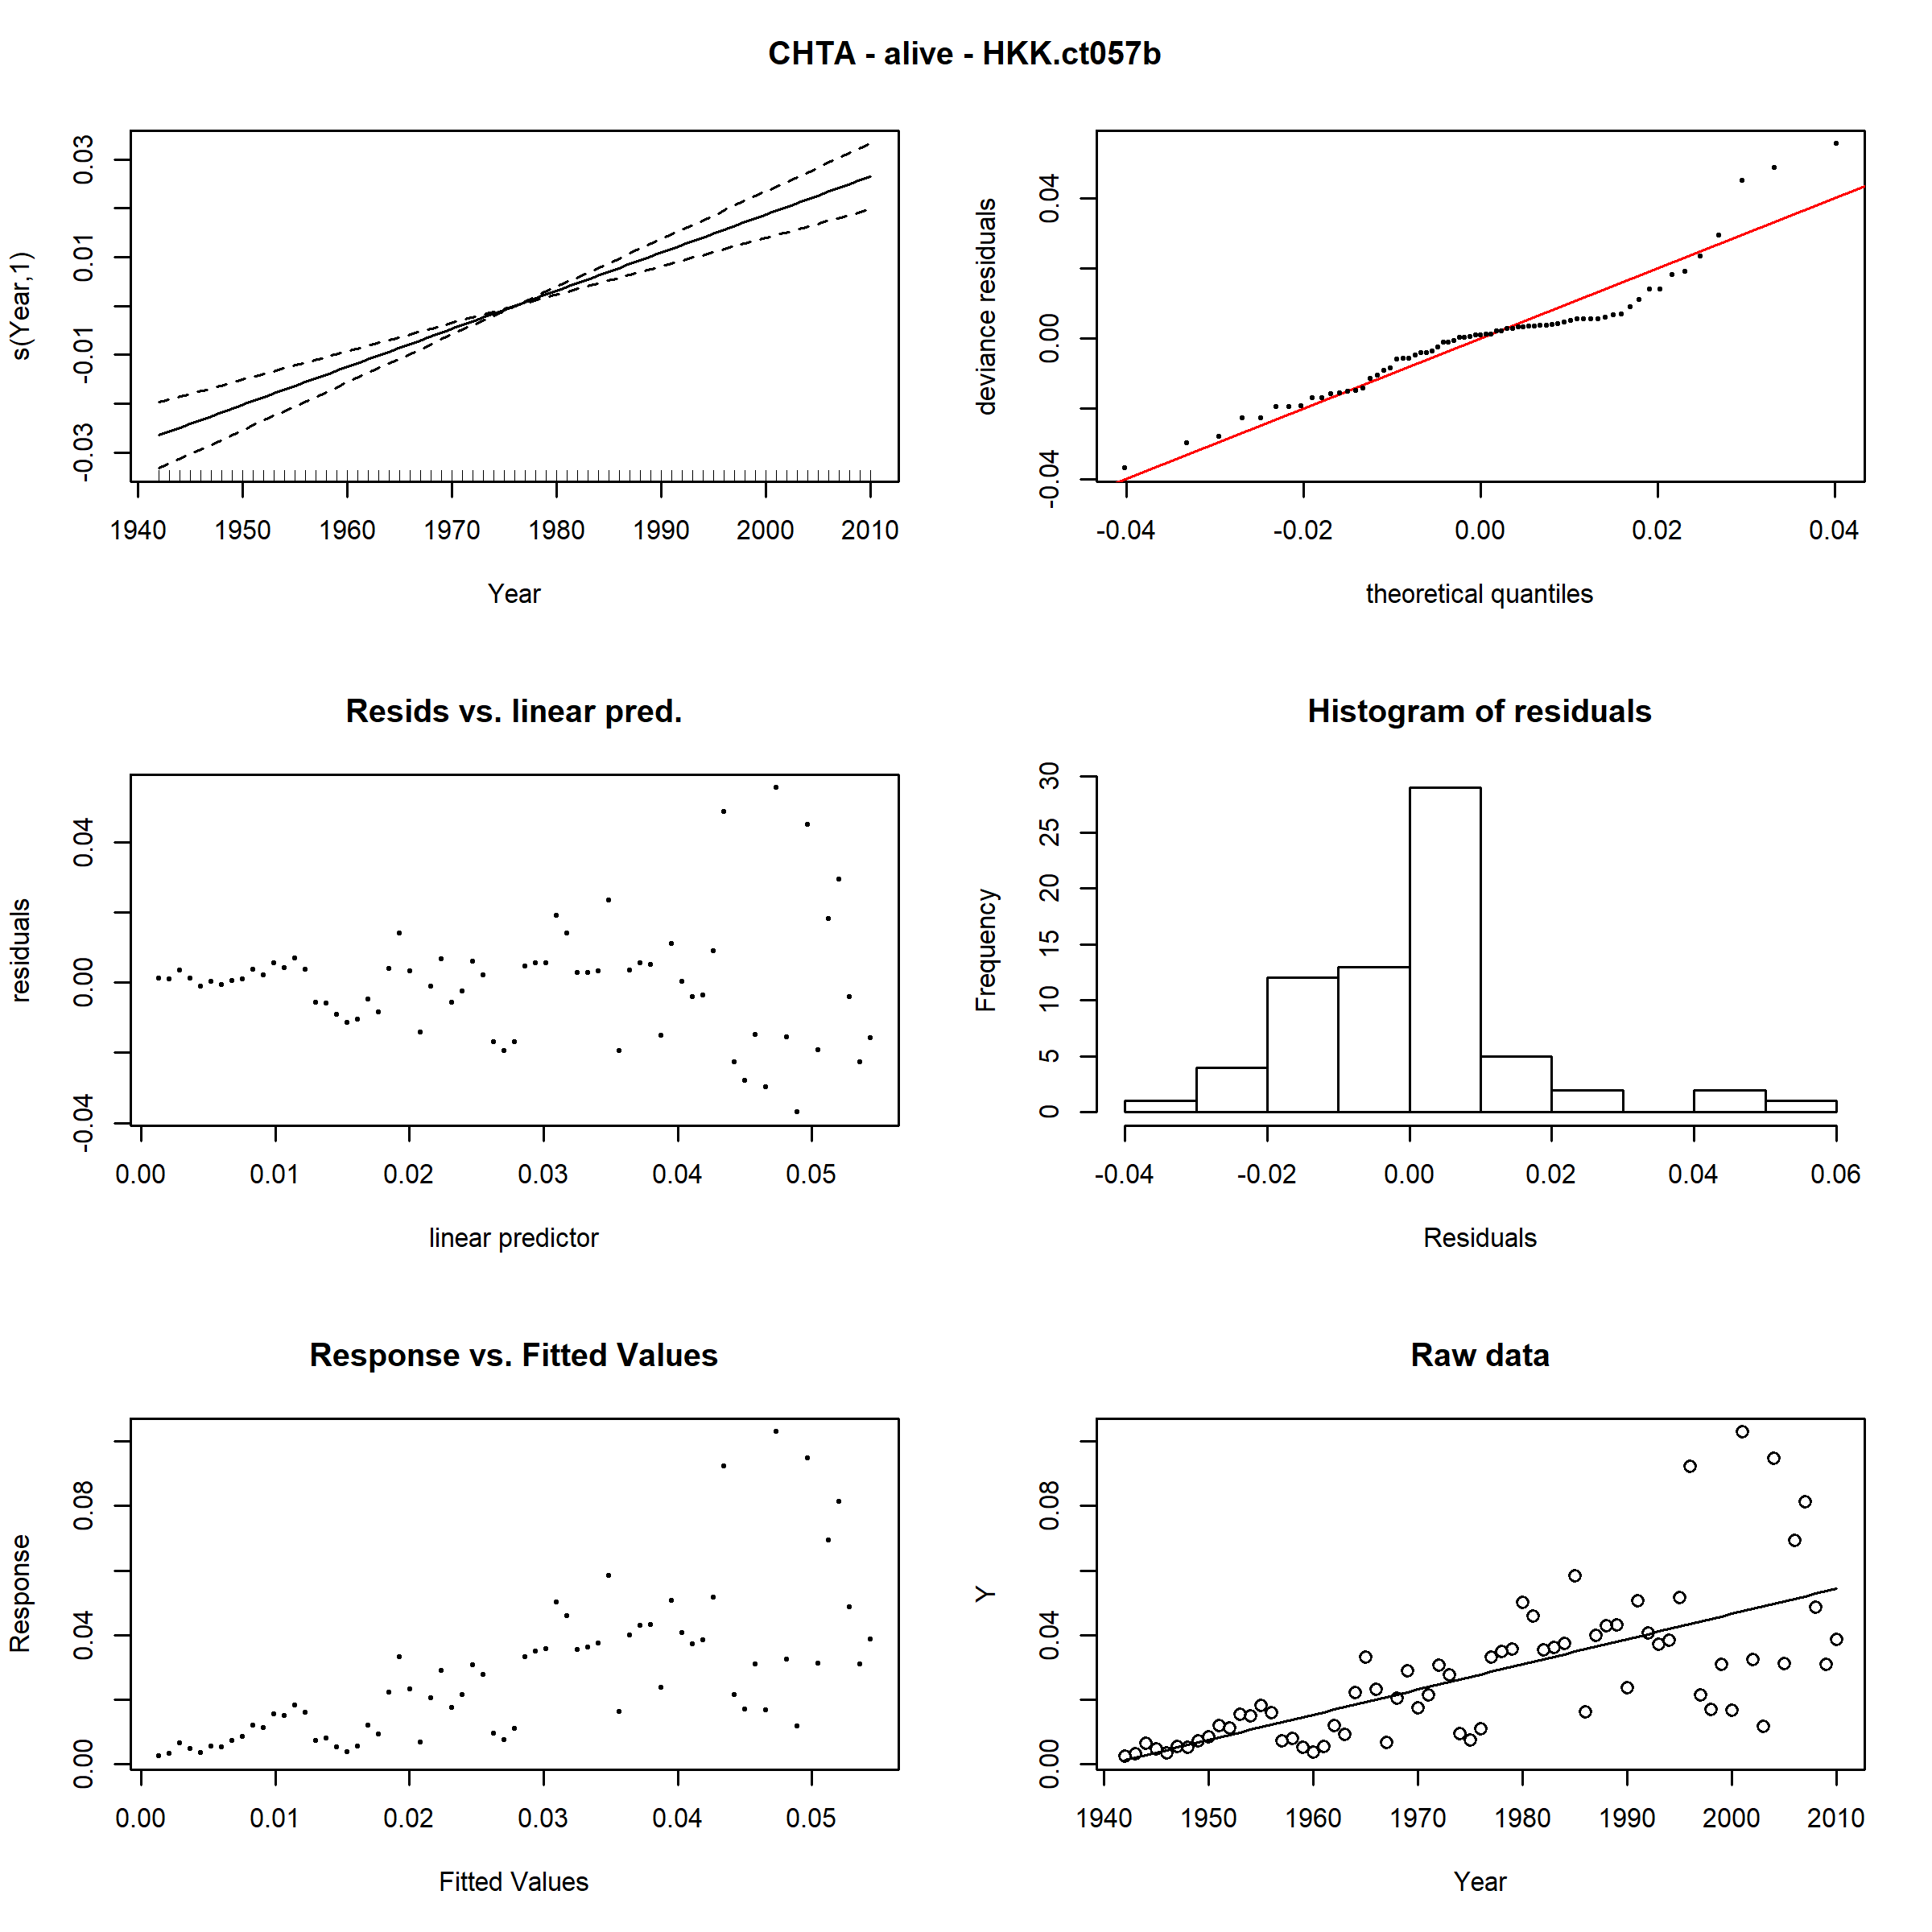 CHTA - alive - HKK.ct057b
s(Year,1)
-0.03 -0.01 0.01 0.03
1940 1950 1960 1970 1980 1990 2000 2010
Year
deviance residuals
-0.04 0.00 0.04
-0.04 -0.02 0.00 0.02 0.04
theoretical quantiles
Resids vs. linear pred.
residuals
-0.04 0.00 0.04
0.00 0.01 0.02 0.03 0.04 0.05
linear predictor
Histogram of residuals
Frequency
0 5 10 15 20 25 30
-0.04 -0.02 0.00 0.02 0.04 0.06
Residuals
Response vs. Fitted Values
Response
0.00 0.04 0.08
0.00 0.01 0.02 0.03 0.04 0.05
Fitted Values
Raw data
Y
0.00 0.04 0.08
1940 1950 1960 1970 1980 1990 2000 2010
Year